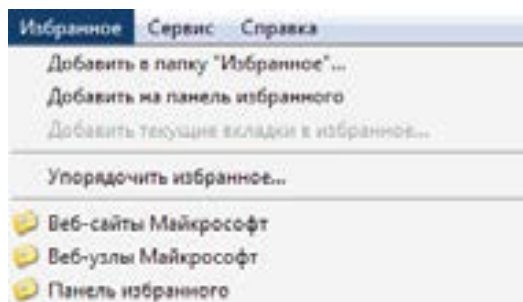 Избранное Сервис Справка
Добавить в папку "Избранное"...
Добавить на панель избранного
Добавить текущие вкладки в избранное...
Упорядочить избранное...
Веб-сайты Майкрософт
Веб-узлы Майкрософт
Панель избранного